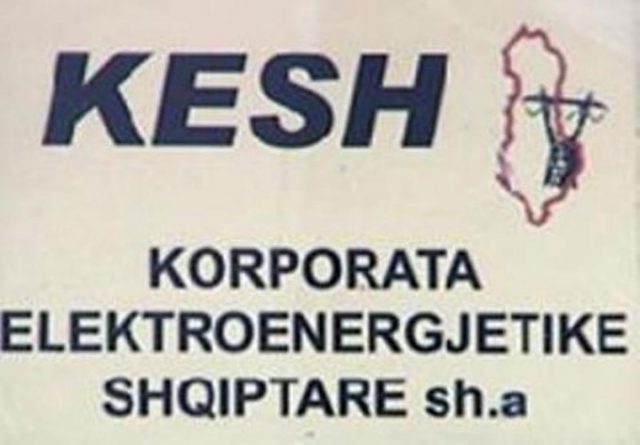 KESH
KORPORATA
ELEKTROENERGJETIKE
SHQIPTARE sh.a